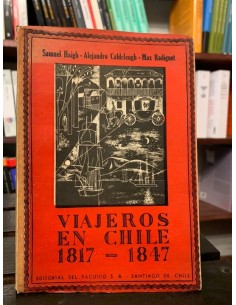 Samuel Haigh - Alejandro Caldcleugh - Max Radiguet
VIAJEROS
EN CHILE
1817 - 1847
EDITORIAL DEL PACIFICO S. A. - SANTIAGO DE CHILE